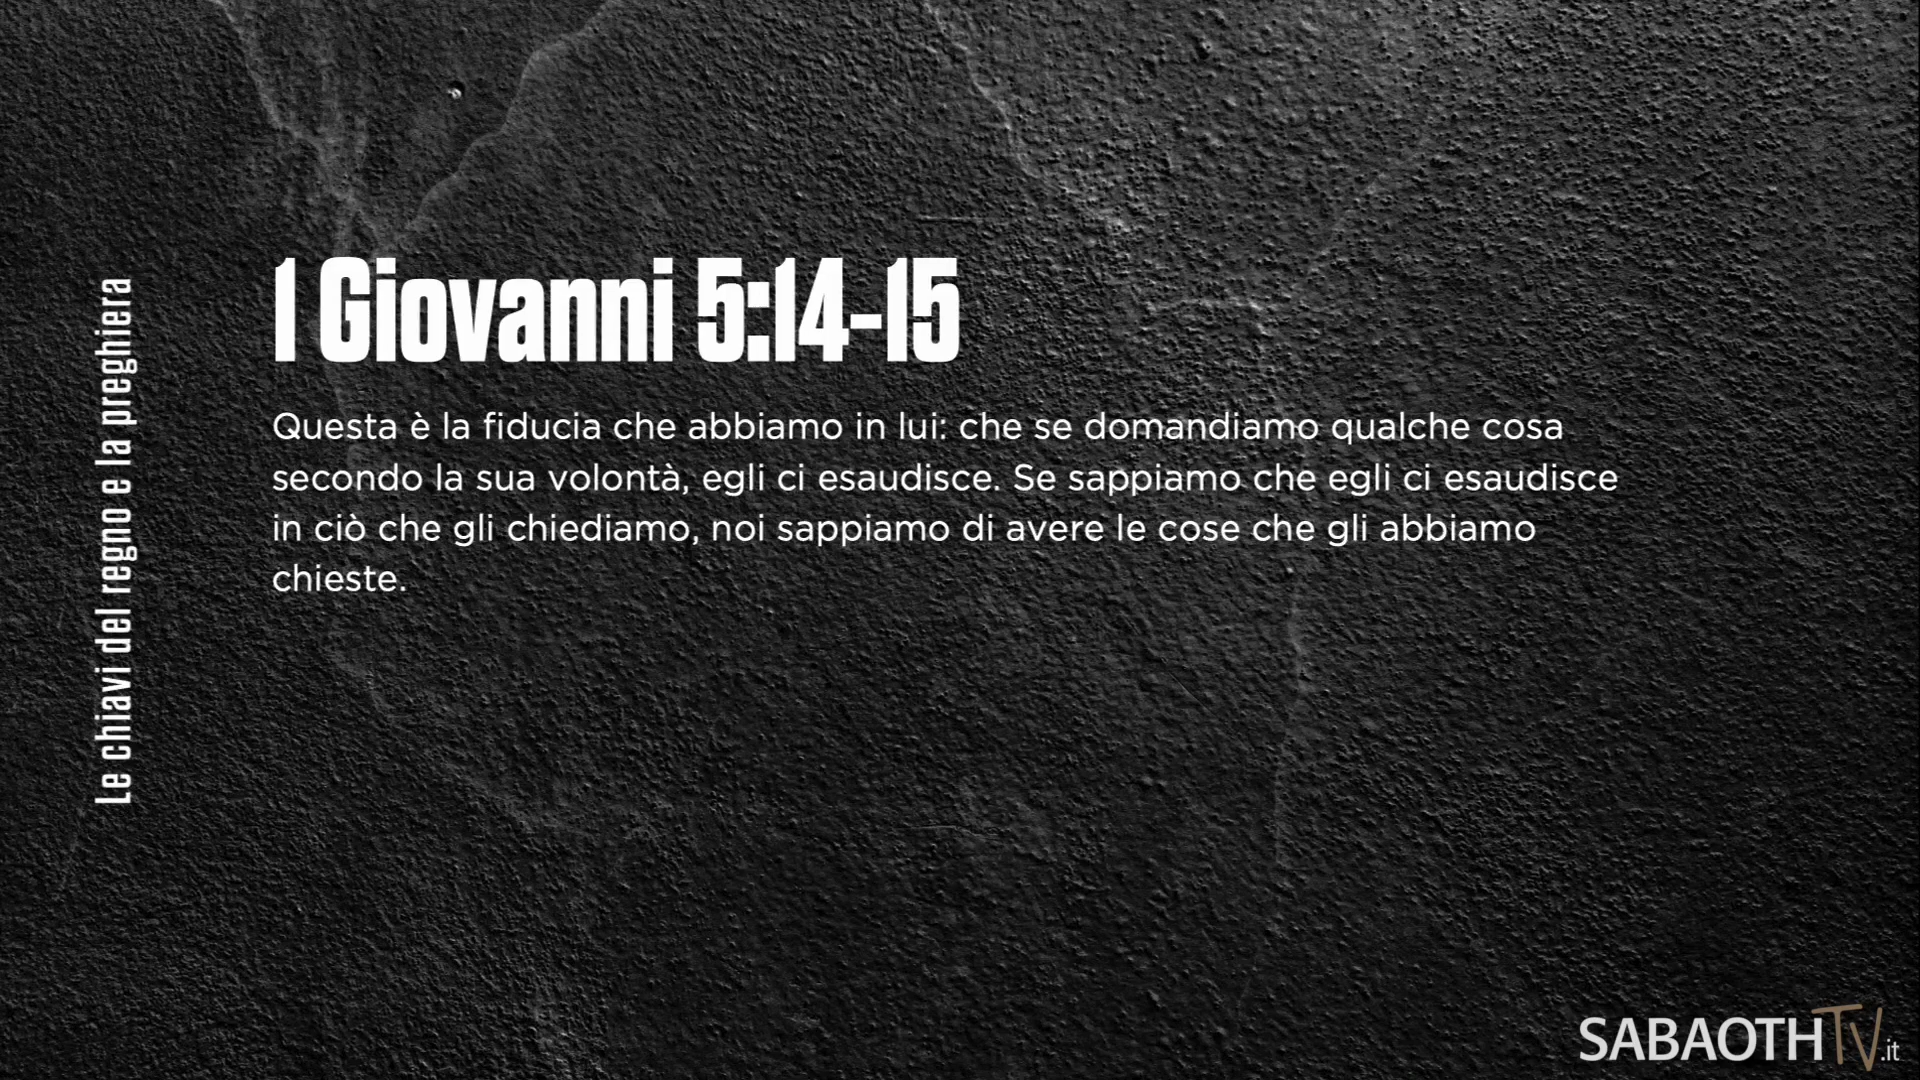 Le chiavi del regno e la preghiera
1 Giovanni 5:14-15
Questa è la fiducia che abbiamo in lui: che se domandiamo qualche cosa
secondo la sua volontà, egli ci esaudisce. Se sappiamo che egli ci esaudisce
in ciò che gli chiediamo, noi sappiamo di avere le cose che gli abbiamo
chieste.
SABAOTHTV.it